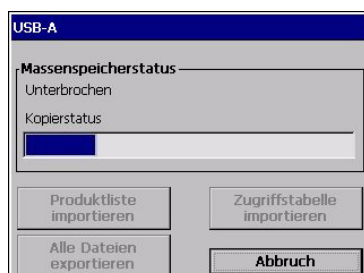 USB-A
Massenspeicherstatus
Unterbrochen
Kopierstatus
Produktliste
importieren
Zugriffstabelle
importieren
Alle Dateien
exportieren
Abbruch